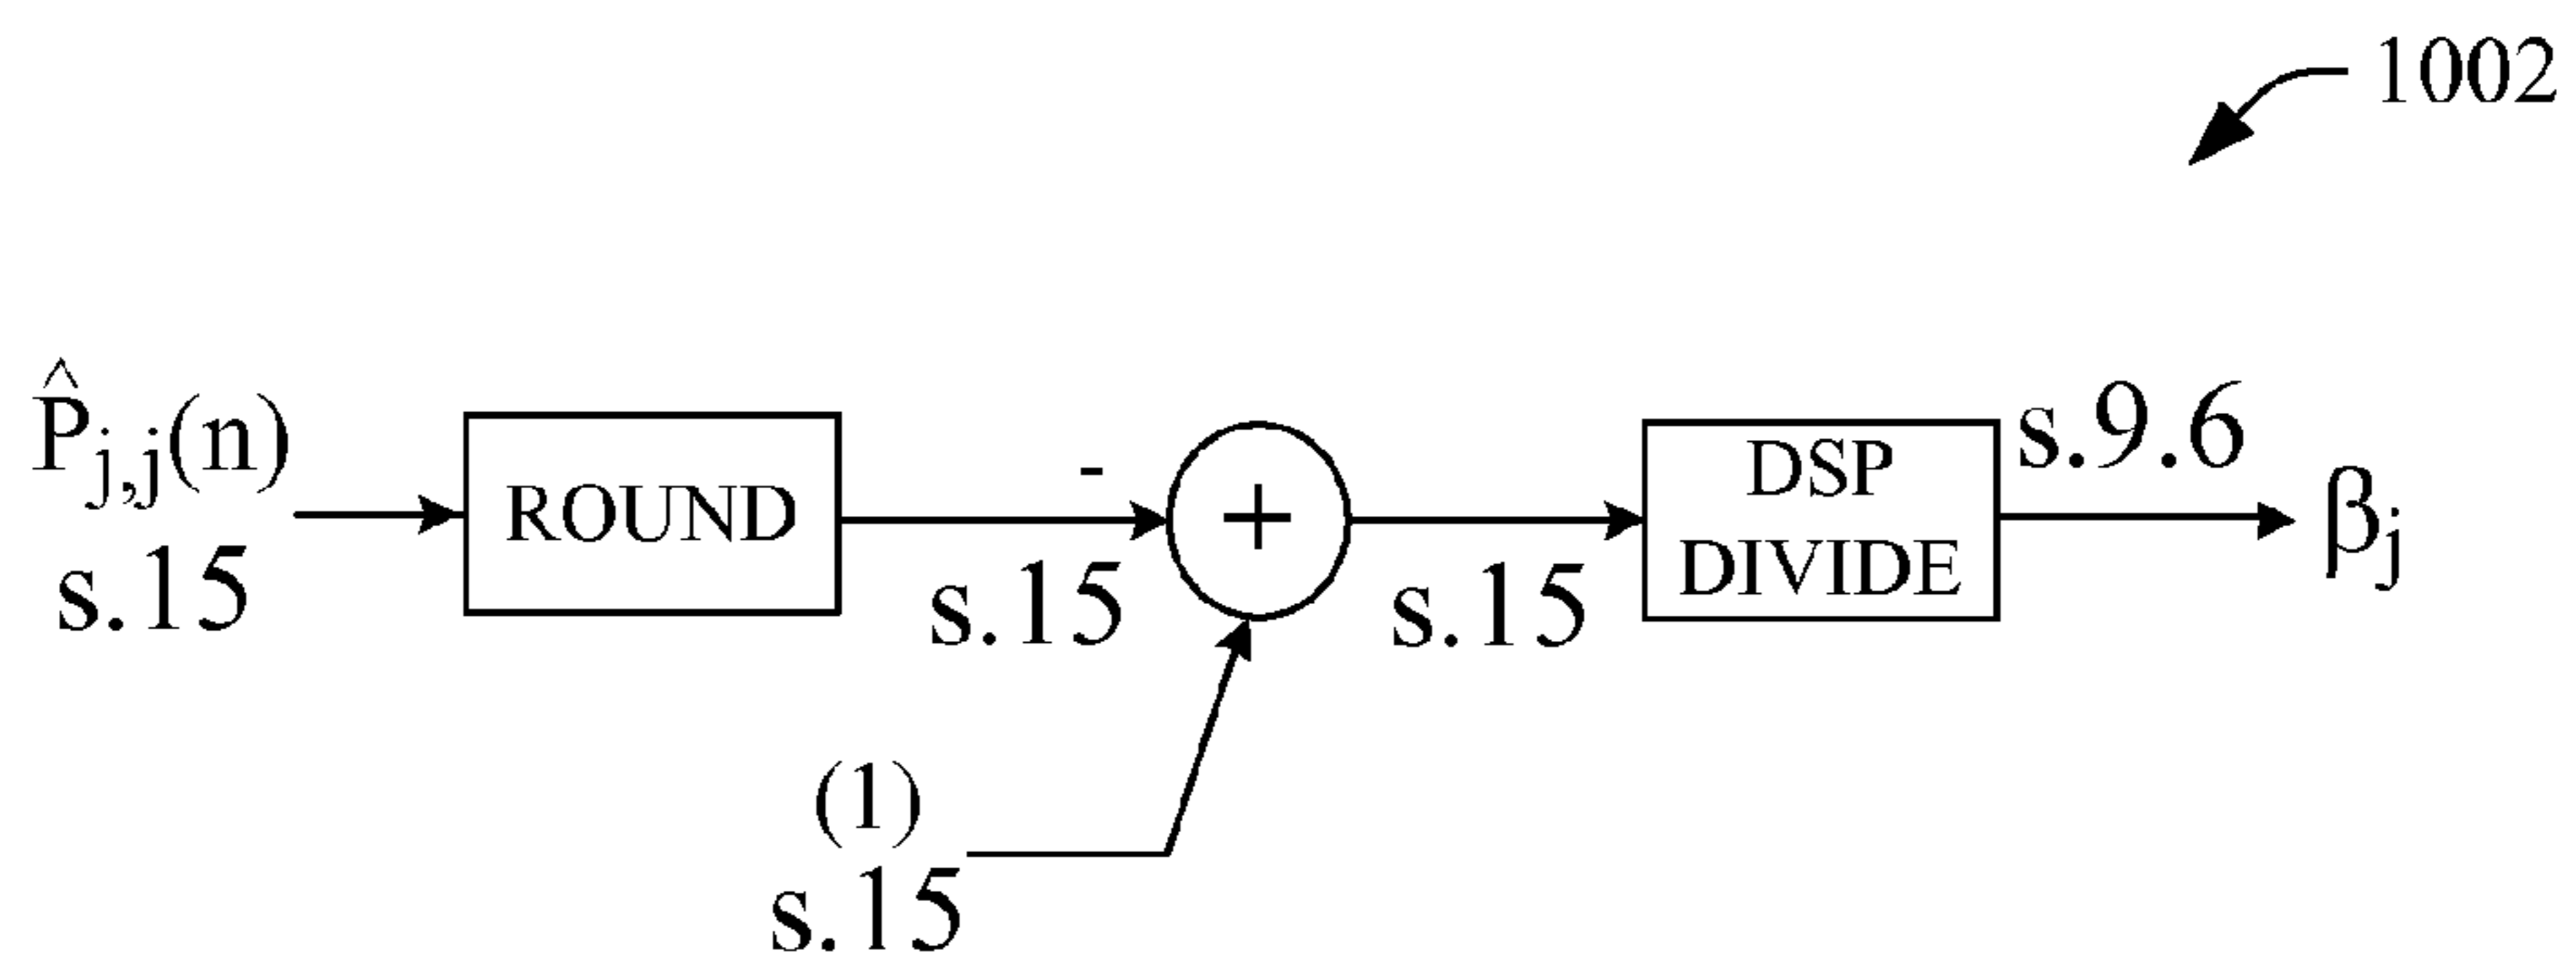 1002
P̂j,j(n)
s.15
ROUND
-
s.15
+
(1)
s.15
s.15
DSP
DIVIDE
s.9.6
βj